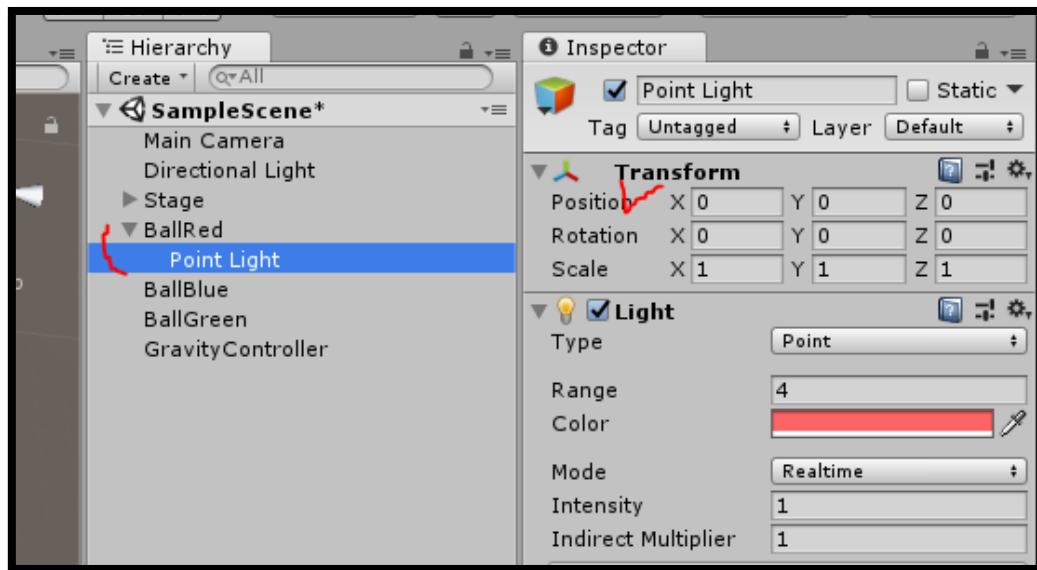 Hierarchy
Create All
SampleScene*
Main Camera
Directional Light
Stage
BallRed
Point Light
BallBlue
BallGreen
GravityController
Inspector
Point Light Static
Tag Untagged Layer Default
Transform
Position X 0 Y 0 Z 0
Rotation X 0 Y 0 Z 0
Scale X 1 Y 1 Z 1
Light
Type Point
Range 4
Color
Mode Realtime
Intensity 1
Indirect Multiplier 1